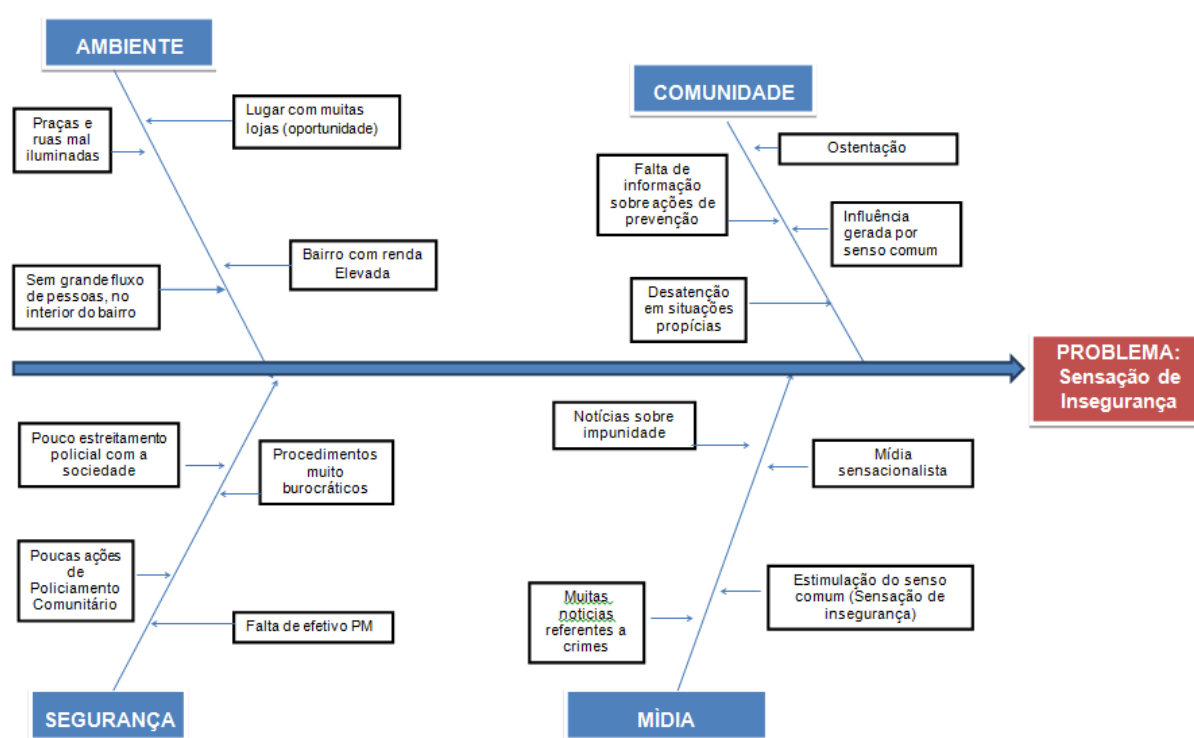 AMBIENTE
Praças e
ruas mal
iluminadas
Lugar com muitas
lojas (oportunidade)
Sem grande fluxo
de pessoas, no
interior do bairro
Bairro com renda
Elevada
COMUNIDADE
Ostentação
Falta de
informação
sobre ações de
prevenção
Influência
gerada por
senso comum
Desatenção
em situações
propícias
PROBLEMA:
Sensação de
Insegurança
Pouco estreitamento
policial com a
sociedade
Procedimentos
muito
burocráticos
Poucas ações
de
Policiamento
Comunitário
Falta de efetivo PM
SEGURANÇA
Notícias sobre
impunidade
Mídia
sensacionalista
Muitas
noticias
referentes a
crimes
Estimulação do senso
comum (Sensação de
insegurança)
MÌDIA